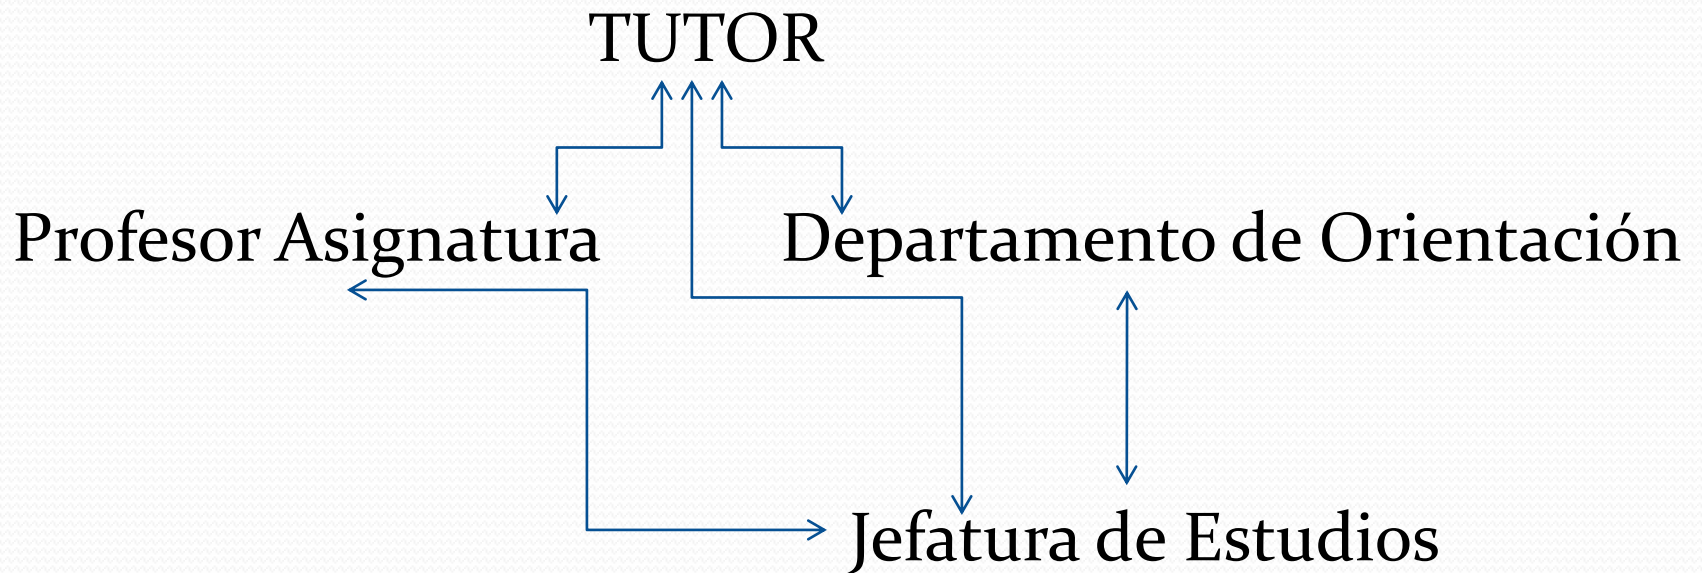 TUTOR
Profesor Asignatura
Departamento de Orientación
Jefatura de Estudios